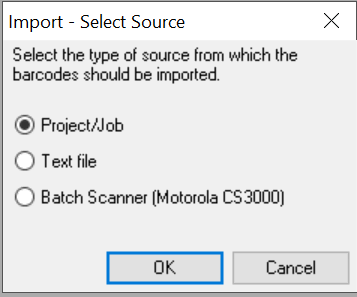 Import - Select Source
Select the type of source from which the
barcodes should be imported.
Project/Job
Text file
Batch Scanner (Motorola CS3000)
OK
Cancel